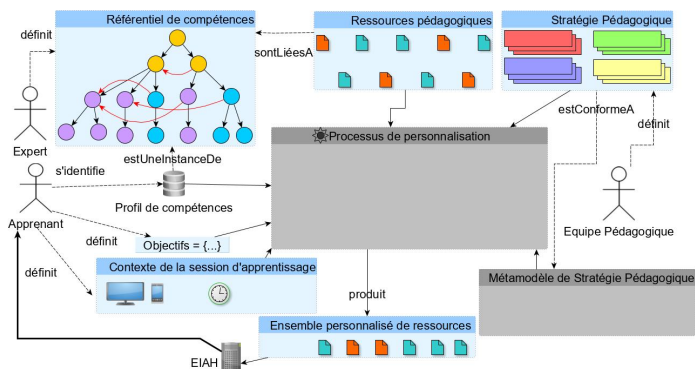 Référentiel de compétences
Ressources pédagogiques
Stratégie Pédagogique
définit
sontLiéesA
estConformeA
définit
Processus de personnalisation
Expert
estUneInstanceDe
s'identifie
Profil de compétences
Apprenant
Equipe Pédagogique
définit
Objectifs = {...}
définit
Contexte de la session d'apprentissage
Métamodèle de Stratégie Pédagogique
produit
Ensemble personnalisé de ressources
EIAH